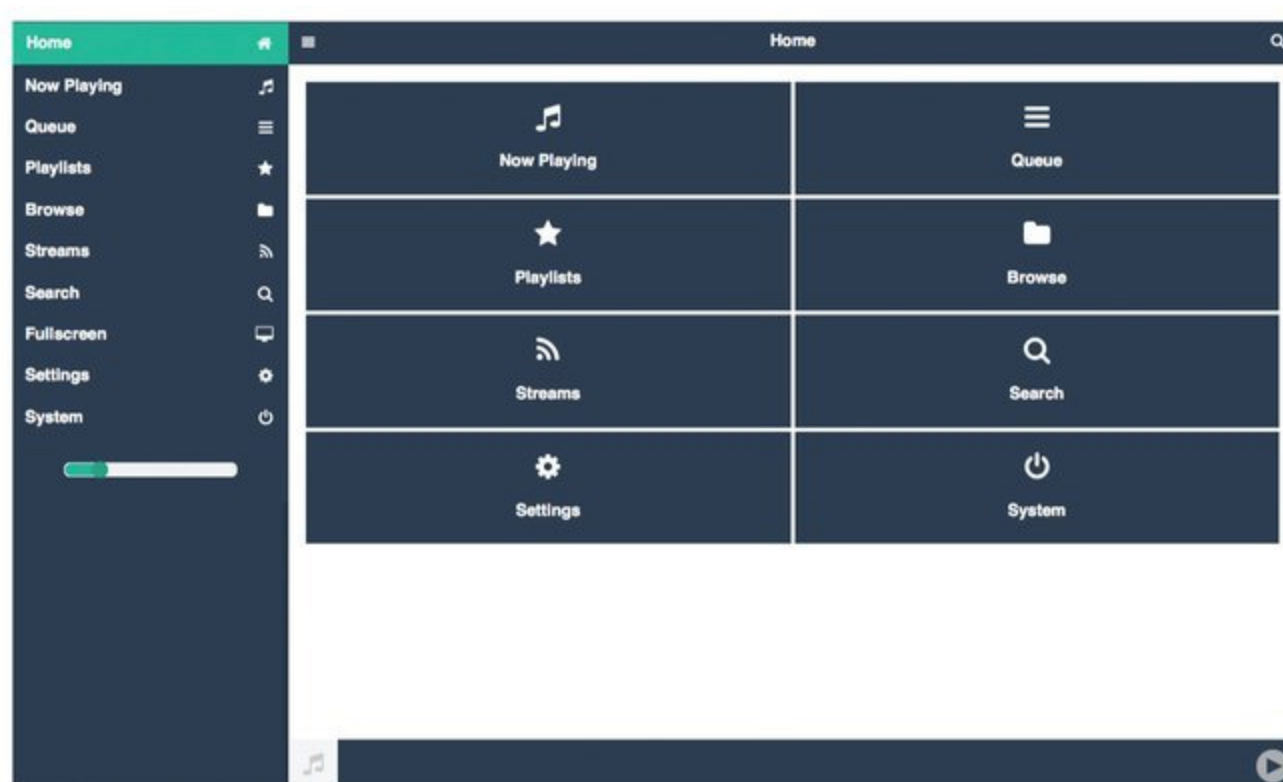 Home
Now Playing
Queue
Playlists
Browse
Streams
Search
Fullscreen
Settings
System
Home
Now Playing
Queue
Playlists
Browse
Streams
Search
Settings
System